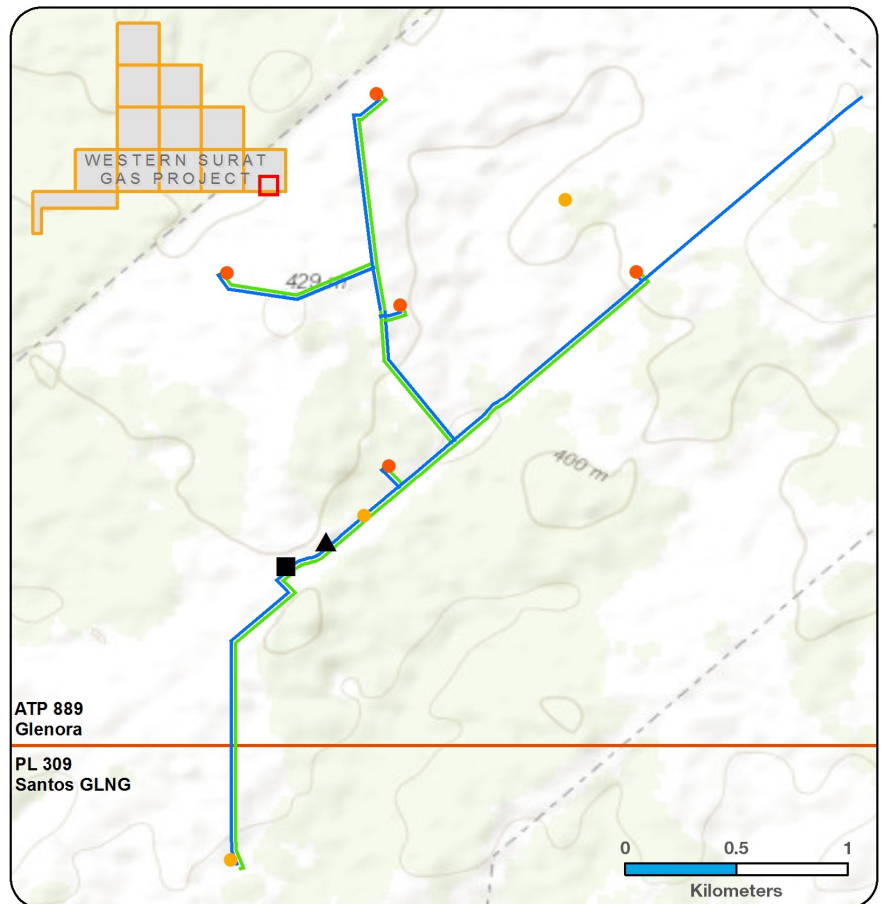 WESTERN SURAT
GAS PROJECT
429 m
400 m
ATP 889
Glenora
PL 309
Santos GLNG
0 0.5 1
Kilometers